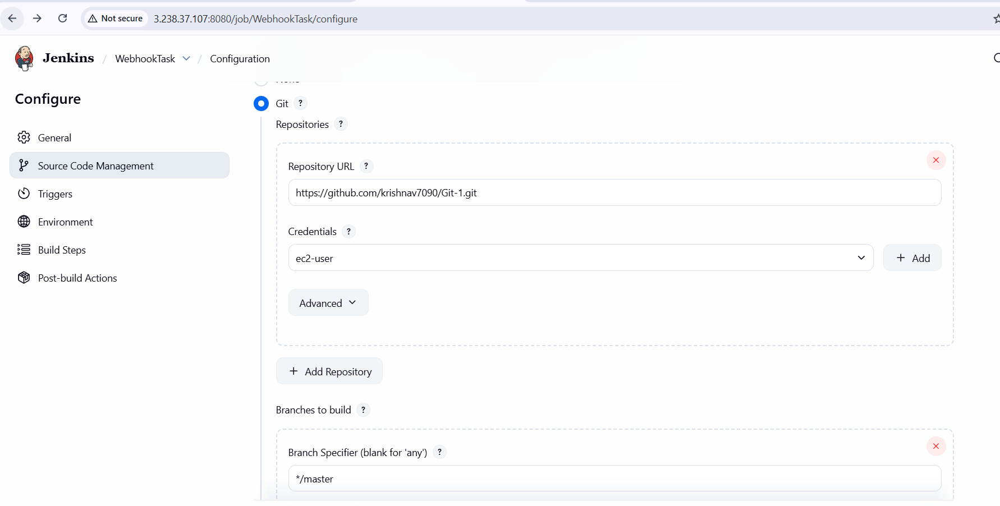 Not secure 3.238.37.107:8080/job/WebhookTask/configure
Jenkins / WebhookTask / Configuration
Configure
General
Source Code Management
Triggers
Environment
Build Steps
Post-build Actions
Git ?
Repositories ?
Repository URL ?
https://github.com/krishnav7090/Git-1.git
Credentials ?
ec2-user
+ Add
Advanced
+ Add Repository
Branches to build ?
Branch Specifier (blank for 'any') ?
*/master